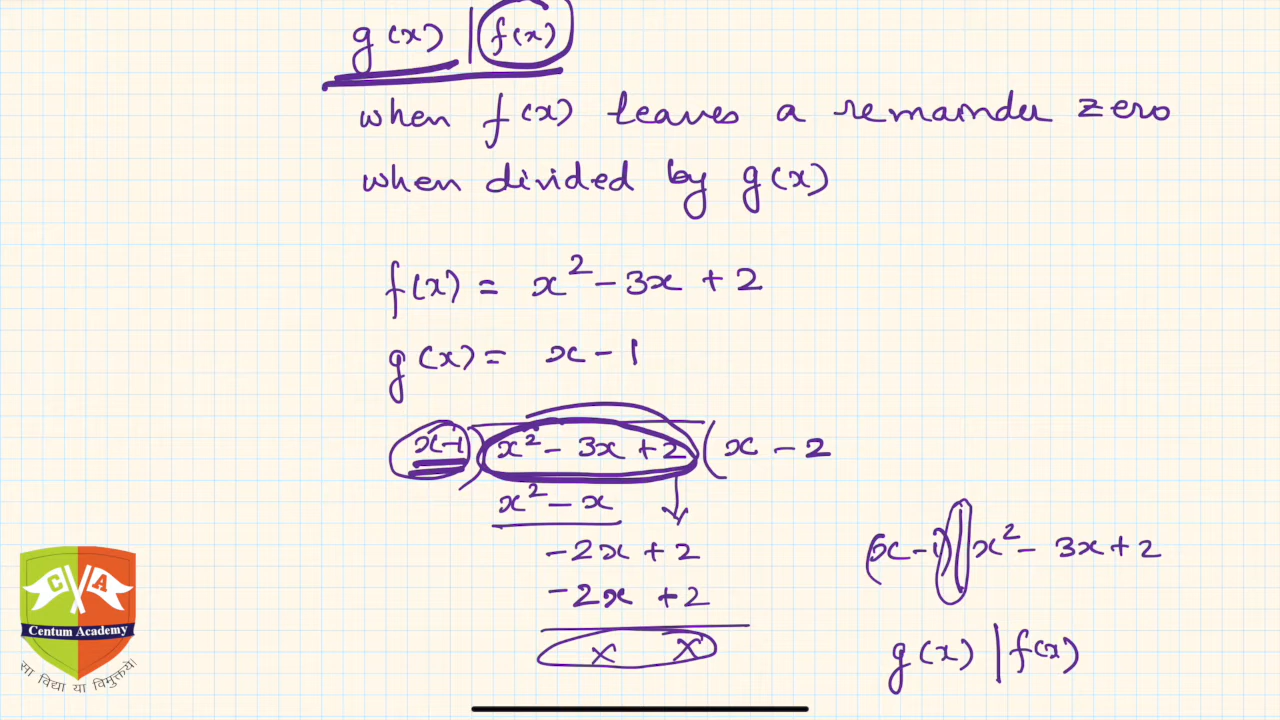 g(x) | f(x)
when f(x) leaves a remainder zero
when divided by g(x)
f(x) = x² - 3x + 2
g(x) = x - 1
x-1 ) x² - 3x + 2 ( x - 2
x² - x
-2x + 2
-2x + 2
x x
(x - 1) | x² - 3x + 2
g(x) | f(x)
C A
Centum Academy
सा विद्या या विमुक्तये